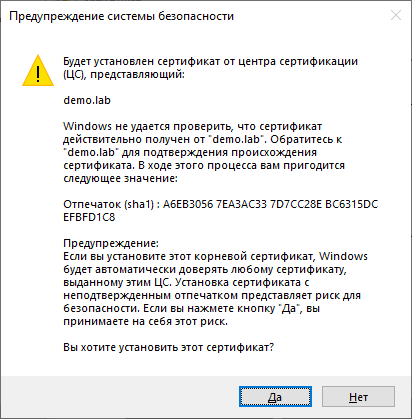 Предупреждение системы безопасности
Будет установлен сертификат от центра сертификации
(ЦС), представляющий:
demo.lab
Windows не удается проверить, что сертификат
действительно получен от "demo.lab". Обратитесь к
"demo.lab" для подтверждения происхождения
сертификата. В ходе этого процесса вам пригодится
следующее значение:
Отпечаток (sha1) : A6EB3056 7EA3AC33 7D7CC28E BC6315DC
EFBFD1C8
Предупреждение:
Если вы установите этот корневой сертификат, Windows
будет автоматически доверять любому сертификату,
выданному этим ЦС. Установка сертификата с
неподтвержденным отпечатком представляет риск для
безопасности. Если вы нажмете кнопку "Да", вы
принимаете на себя этот риск.
Вы хотите установить этот сертификат?
Да Нет